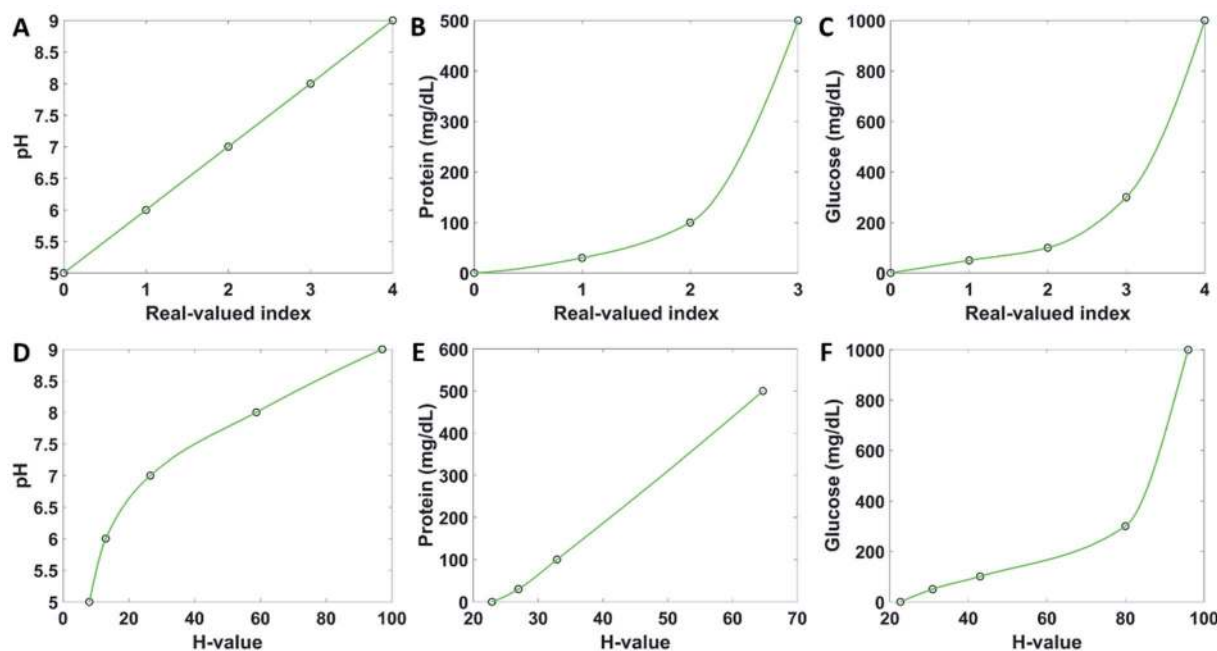 A
9
8.5
8
7.5
7
6.5
6
5.5
5
pH
0 1 2 3 4
Real-valued index
B
500
400
300
200
100
0
Protein (mg/dL)
0 1 2 3
Real-valued index
C
1000
800
600
400
200
0
Glucose (mg/dL)
0 1 2 3 4
Real-valued index
D
9
8.5
8
7.5
7
6.5
6
5.5
5
pH
0 20 40 60 80 100
H-value
E
600
500
400
300
200
100
0
Protein (mg/dL)
20 30 40 50 60 70
H-value
F
1000
800
600
400
200
0
Glucose (mg/dL)
20 40 60 80 100
H-value